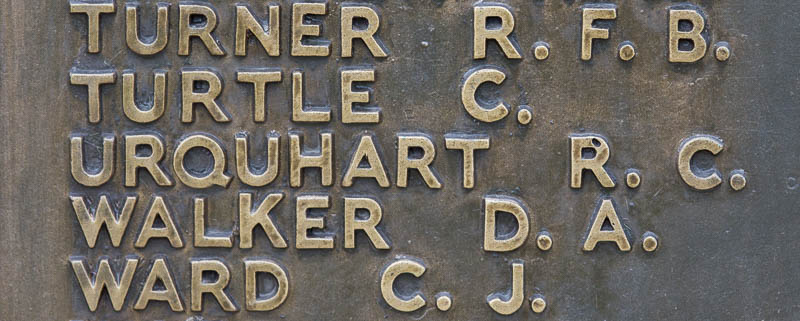 TURNER R.F.B.
TURTLE C.
URQUHART R.C.
WALKER D.A.
WARD C.J.